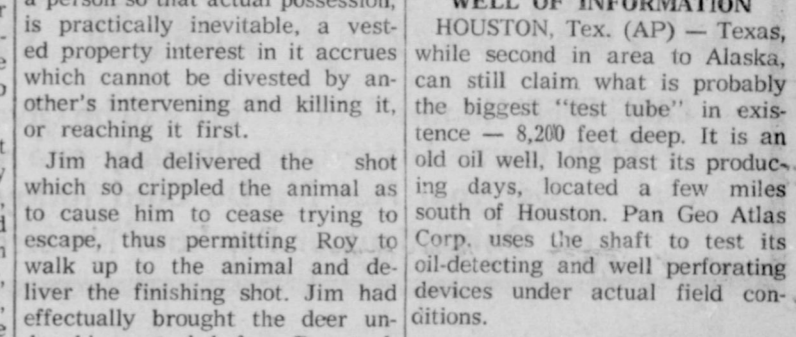 a person so that actual possession,
is practically inevitable, a vest-
ed property interest in it accrues
which cannot be divested by an-
other's intervening and killing it,
or reaching it first.
Jim had delivered the shot
which so crippled the animal as
to cause him to cease trying to
escape, thus permitting Roy to
walk up to the animal and de-
liver the finishing shot. Jim had
effectually brought the deer un-
WELL OF INFORMATION
HOUSTON, Tex. (AP) — Texas,
while second in area to Alaska,
can still claim what is probably
the biggest "test tube" in exis-
tence — 8,200 feet deep. It is an
old oil well, long past its produc-
ing days, located a few miles
south of Houston. Pan Geo Atlas
Corp. uses the shaft to test its
oil-detecting and well perforating
devices under actual field con-
ditions.